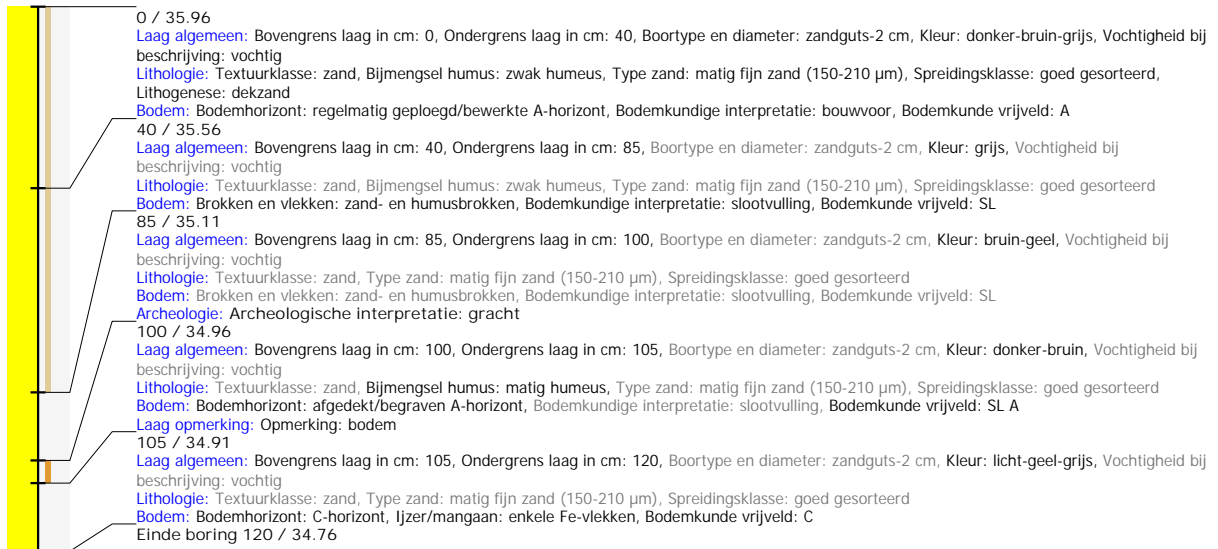 0 / 35.96
Laag algemeen: Bovengrens laag in cm: 0, Ondergrens laag in cm: 40, Boortype en diameter: zandguts-2 cm, Kleur: donker-bruin-grijs, Vochtigheid bij
beschrijving: vochtig
Lithologie: Textuurklasse: zand, Bijmengsel humus: zwak humeus, Type zand: matig fijn zand (150-210 µm), Spreidingsklasse: goed gesorteerd,
Lithogenese: dekzand
Bodem: Bodemhorizont: regelmatig geploegd/bewerkte A-horizont, Bodemkundige interpretatie: bouwvoor, Bodemkunde vrijveld: A
40 / 35.56
Laag algemeen: Bovengrens laag in cm: 40, Ondergrens laag in cm: 85, Boortype en diameter: zandguts-2 cm, Kleur: grijs, Vochtigheid bij
beschrijving: vochtig
Lithologie: Textuurklasse: zand, Bijmengsel humus: zwak humeus, Type zand: matig fijn zand (150-210 µm), Spreidingsklasse: goed gesorteerd
Bodem: Brokken en vlekken: zand- en humusbrokken, Bodemkundige interpretatie: slootvulling, Bodemkunde vrijveld: SL
85 / 35.11
Laag algemeen: Bovengrens laag in cm: 85, Ondergrens laag in cm: 100, Boortype en diameter: zandguts-2 cm, Kleur: bruin-geel, Vochtigheid bij
beschrijving: vochtig
Lithologie: Textuurklasse: zand, Type zand: matig fijn zand (150-210 µm), Spreidingsklasse: goed gesorteerd
Bodem: Brokken en vlekken: zand- en humusbrokken, Bodemkundige interpretatie: slootvulling, Bodemkunde vrijveld: SL
Archeologie: Archeologische interpretatie: gracht
100 / 34.96
Laag algemeen: Bovengrens laag in cm: 100, Ondergrens laag in cm: 105, Boortype en diameter: zandguts-2 cm, Kleur: donker-bruin, Vochtigheid bij
beschrijving: vochtig
Lithologie: Textuurklasse: zand, Bijmengsel humus: matig humeus, Type zand: matig fijn zand (150-210 µm), Spreidingsklasse: goed gesorteerd
Bodem: Bodemhorizont: afgedekt/begraven A-horizont, Bodemkundige interpretatie: slootvulling, Bodemkunde vrijveld: SL A
Laag opmerking: Opmerking: bodem
105 / 34.91
Laag algemeen: Bovengrens laag in cm: 105, Ondergrens laag in cm: 120, Boortype en diameter: zandguts-2 cm, Kleur: licht-geel-grijs, Vochtigheid bij
beschrijving: vochtig
Lithologie: Textuurklasse: zand, Type zand: matig fijn zand (150-210 µm), Spreidingsklasse: goed gesorteerd
Bodem: Bodemhorizont: C-horizont, Ijzer/mangaan: enkele Fe-vlekken, Bodemkunde vrijveld: C
Einde boring 120 / 34.76